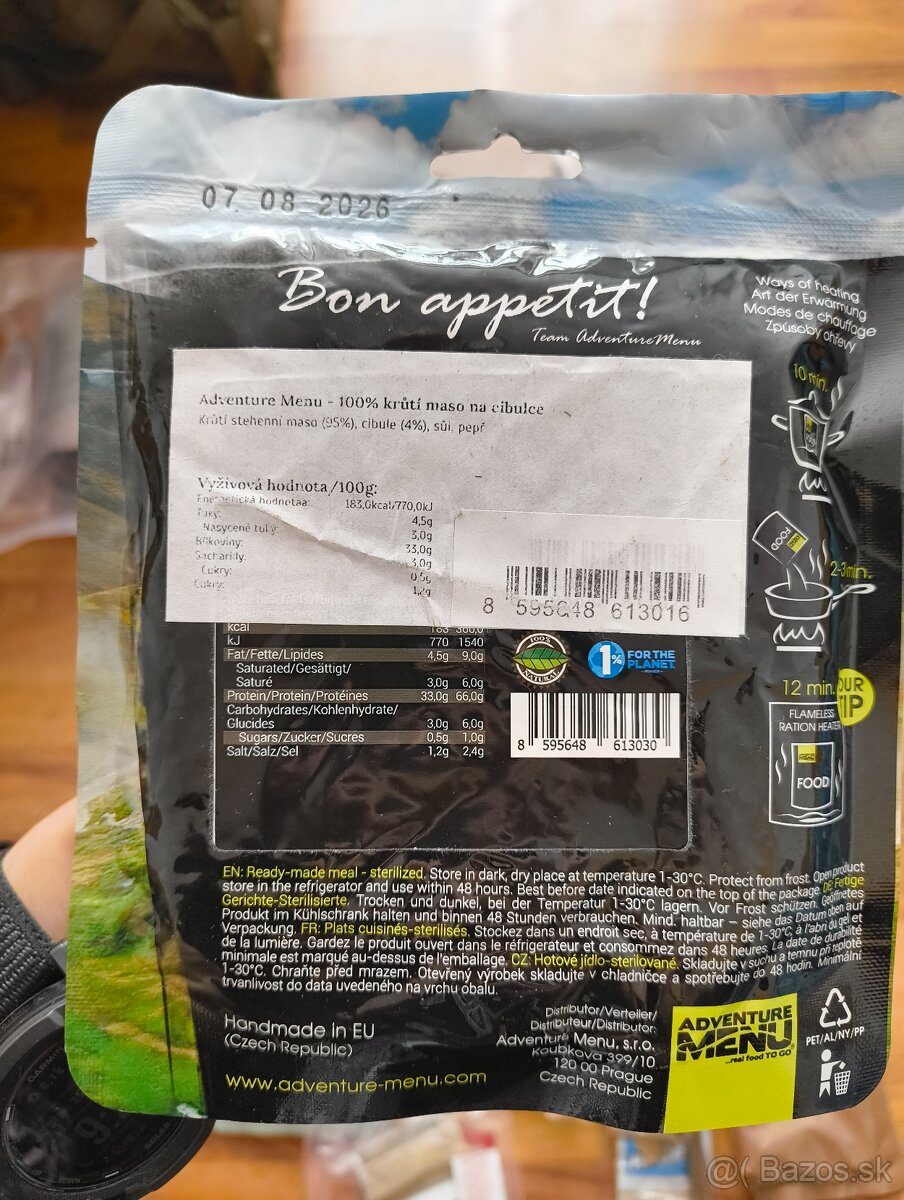 07 08 2026
Bon appetit!
Team AdventureMenu
Ways of heating
Art der Erwärmung
Modes de chauffage
Způsoby ohřevy
10 min.
Adventure Menu - 100% krůtí maso na cibulce
Krůtí stehenní maso (95%), cibule (4%), sůl, pepř
Vyživová hodnota/100g:
Energetická hodnotaa: 183,0kcal/770,0kJ
Tuky: 4,5g
Nasycené tuky: 3,0g
Bílkoviny: 33,0g
Sacharidy: 3,0g
Cukry: 0,5g
Cukry: 1,2g
8 595648 613016
FOOD
2-3min.
kcal 183 360,0
kJ 770 1540
Fat/Fette/Lipides 4,5g 9,0g
Saturated/Gesättigt/
Saturé 3,0g 6,0g
Protein/Protein/Protéines 33,0g 66,0g
Carbohydrates/Kohlenhydrate/
Glucides 3,0g 6,0g
Sugars/Zucker/Sucres 0,5g 1,0g
Salt/Salz/Sel 1,2g 2,4g
100%
NATURAL
1% FOR THE
PLANET
8 595648 613030
12 min.
OUR
TIP
FLAMELESS
RATION HEATER
FOOD
EN: Ready-made meal - sterilized. Store in dark, dry place at temperature 1-30°C. Protect from frost. Open product
store in the refrigerator and use within 48 hours. Best before date indicated on the top of the package. DE: Fertige
Gerichte-Sterilisierte. Trocken und dunkel, bei der Temperatur 1-30°C lagern. Vor Frost schützen. Geöffnetes
Produkt im Kühlschrank halten und binnen 48 Stunden verbrauchen. Mind. haltbar – siehe das Datum oben auf
Verpackung. FR: Plats cuisinés-sterilisés. Stockez dans un endroit sec, à température de 1-30°C, à l'abri du gel et
de la lumière. Gardez le produit ouvert dans le réfrigérateur et consommez dans 48 heures. La date de durabilité
minimale est marqué au-dessus de l'emballage. CZ: Hotové jídlo-sterilované. Skladujte v suchu a temnu při teplotě
1-30°C. Chraňte před mrazem. Otevřený výrobek skladujte v chladničce a spotřebujte do 48 hodin. Minimální
trvanlivost do data uvedeného na vrchu obalu.
Handmade in EU
(Czech Republic)
www.adventure-menu.com
Distributor/Verteiler/
Distributeur/Distributor:
Adventure Menu, s.r.o.
Koubkova 399/10
120 00 Prague
Czech Republic
ADVENTURE
MENU
...real food TO GO
PET/AL/NY/PP
@( Bazos.sk